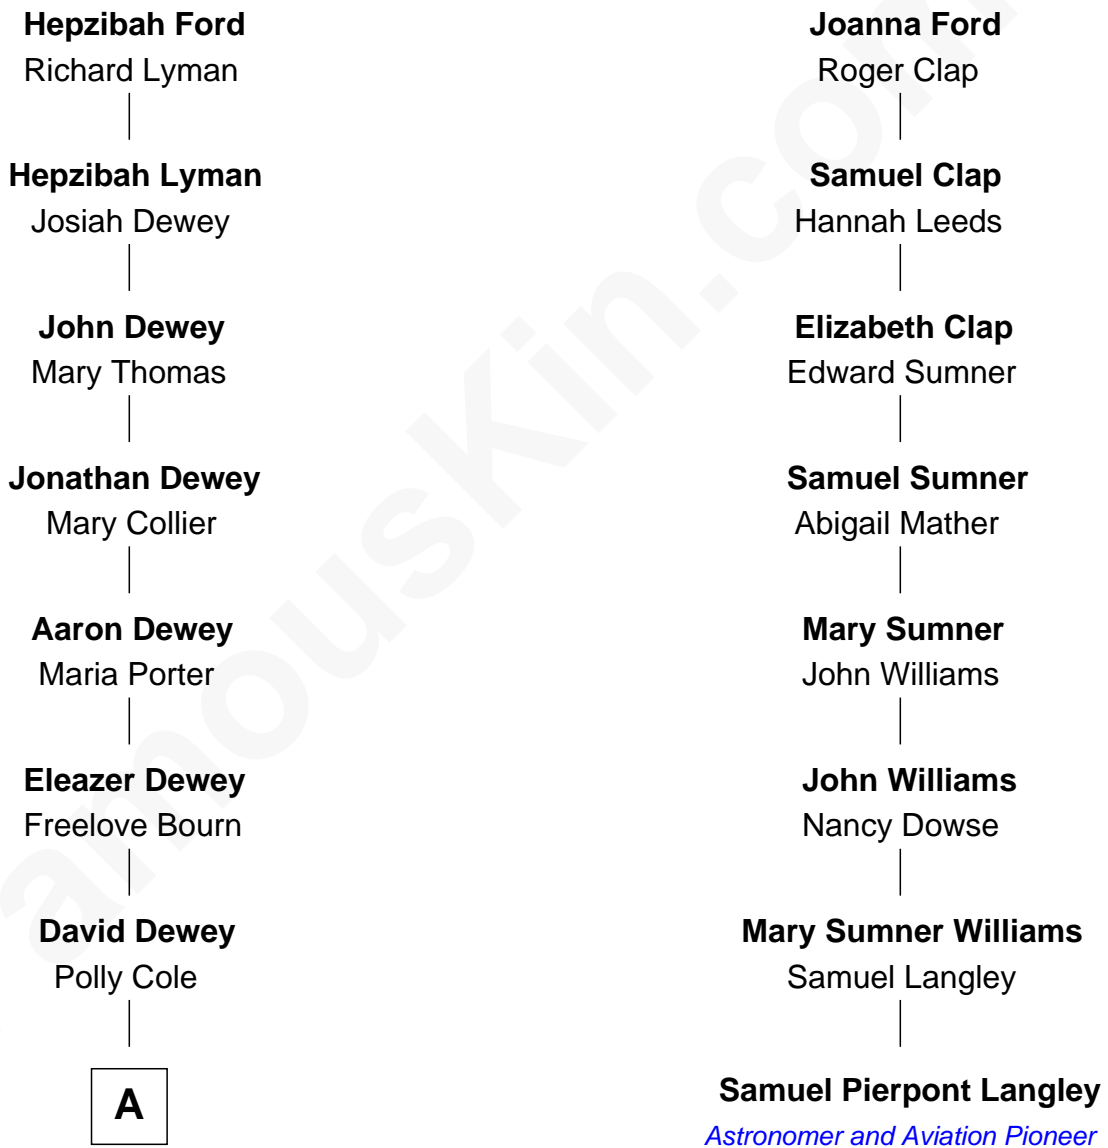 Hepzibah Ford
Richard Lyman
Hepzibah Lyman
Josiah Dewey
John Dewey
Mary Thomas
Jonathan Dewey
Mary Collier
Aaron Dewey
Maria Porter
Eleazer Dewey
Freelove Bourn
David Dewey
Polly Cole
A
Joanna Ford
Roger Clap
Samuel Clap
Hannah Leeds
Elizabeth Clap
Edward Sumner
Samuel Sumner
Abigail Mather
Mary Sumner
John Williams
John Williams
Nancy Dowse
Mary Sumner Williams
Samuel Langley
Samuel Pierpont Langley
Astronomer and Aviation Pioneer
amouskin.com